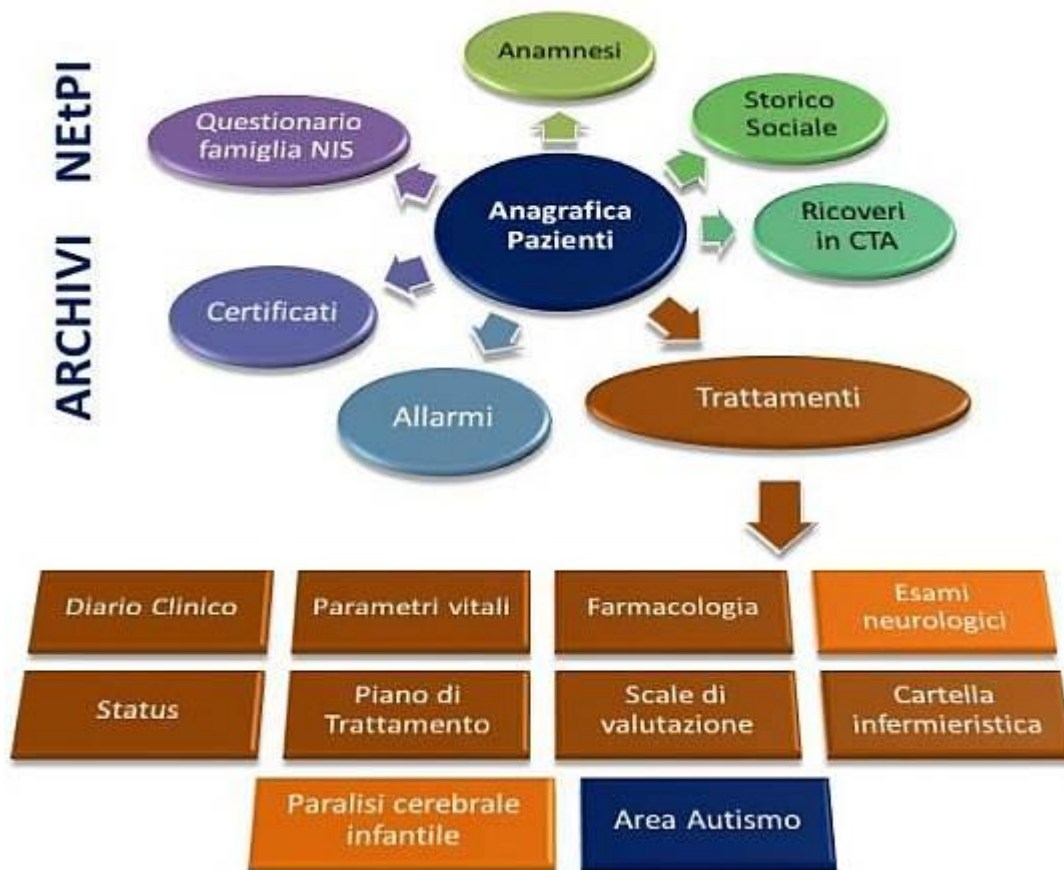 ARCHIVI NEtPI
Anamnesi
Questionario
famiglia NIS
Storico
Sociale
Anagrafica
Pazienti
Ricoveri
in CTA
Certificati
Allarmi
Trattamenti
Diario Clinico
Parametri vitali
Farmacologia
Esami
neurologici
Status
Piano di
Trattamento
Scale di
valutazione
Cartella
infermieristica
Paralisi cerebrale
infantile
Area Autismo